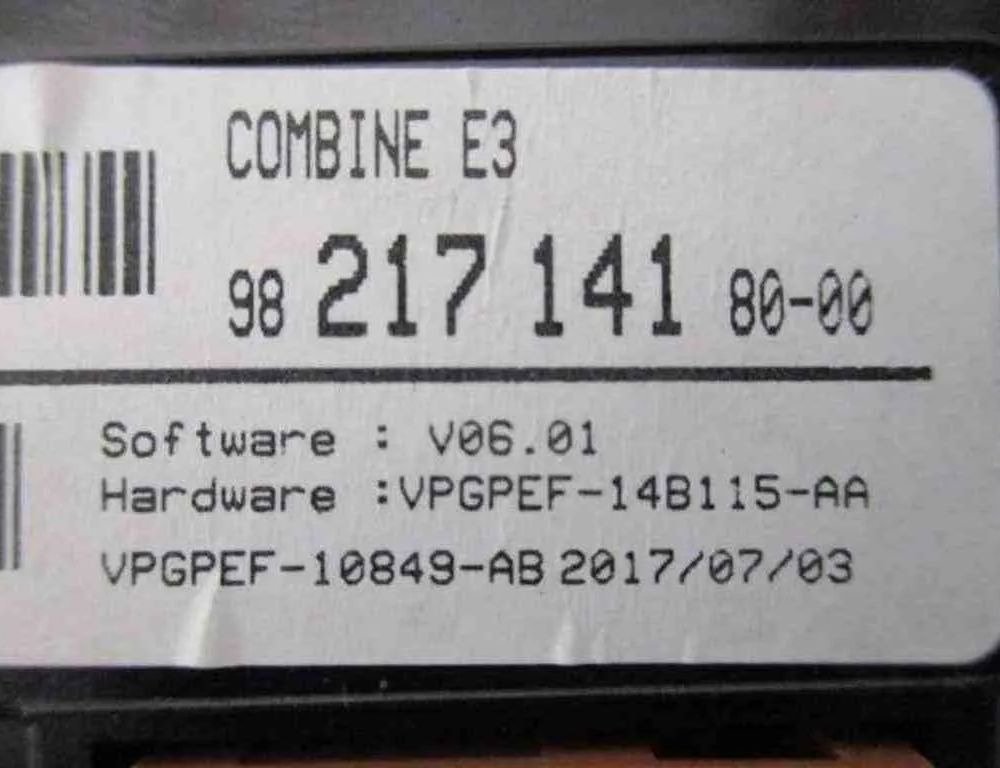 COMBINE E3
98 217 141 80-00
Software : V06.01
Hardware :VPGPEF-14B115-AA
VPGPEF-10849-AB 2017/07/03